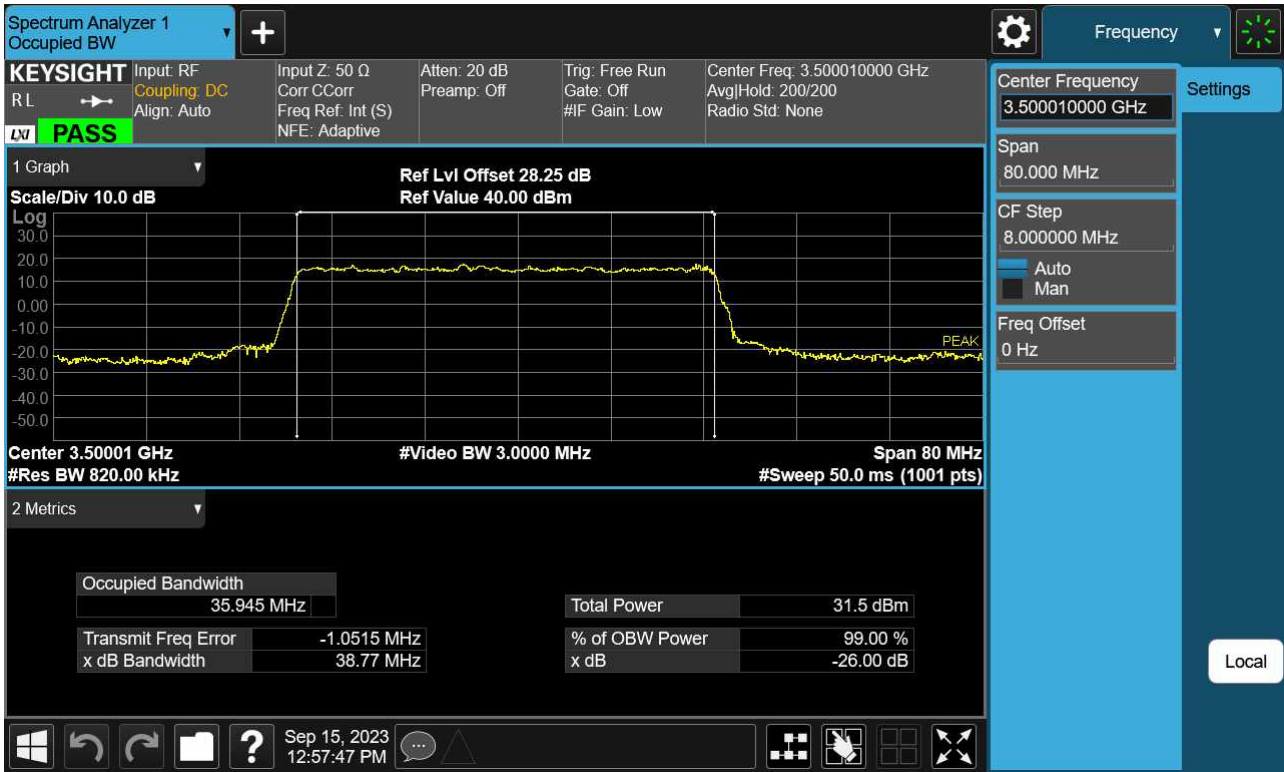 Spectrum Analyzer 1
Occupied BW
▼
+
Frequency
▼
KEYSIGHT
R L
LXI
PASS
Input: RF
Coupling: DC
Align: Auto
Input Z: 50 Ω
Corr CCorr
Freq Ref: Int (S)
NFE: Adaptive
Atten: 20 dB
Preamp: Off
Trig: Free Run
Gate: Off
#IF Gain: Low
Center Freq: 3.500010000 GHz
Avg|Hold: 200/200
Radio Std: None
Center Frequency
3.500010000 GHz
Settings
Span
80.000 MHz
CF Step
8.000000 MHz
Auto
Man
Freq Offset
0 Hz
Local
1 Graph
▼
Scale/Div 10.0 dB
Ref Lvl Offset 28.25 dB
Ref Value 40.00 dBm
Log
30.0
20.0
10.0
0.00
-10.0
-20.0
-30.0
-40.0
-50.0
PEAK
Center 3.50001 GHz
#Video BW 3.0000 MHz
Span 80 MHz
#Res BW 820.00 kHz
#Sweep 50.0 ms (1001 pts)
2 Metrics
▼
Occupied Bandwidth
35.945 MHz
Total Power 31.5 dBm
Transmit Freq Error -1.0515 MHz
% of OBW Power 99.00 %
x dB Bandwidth 38.77 MHz
x dB -26.00 dB
?
Sep 15, 2023
12:57:47 PM